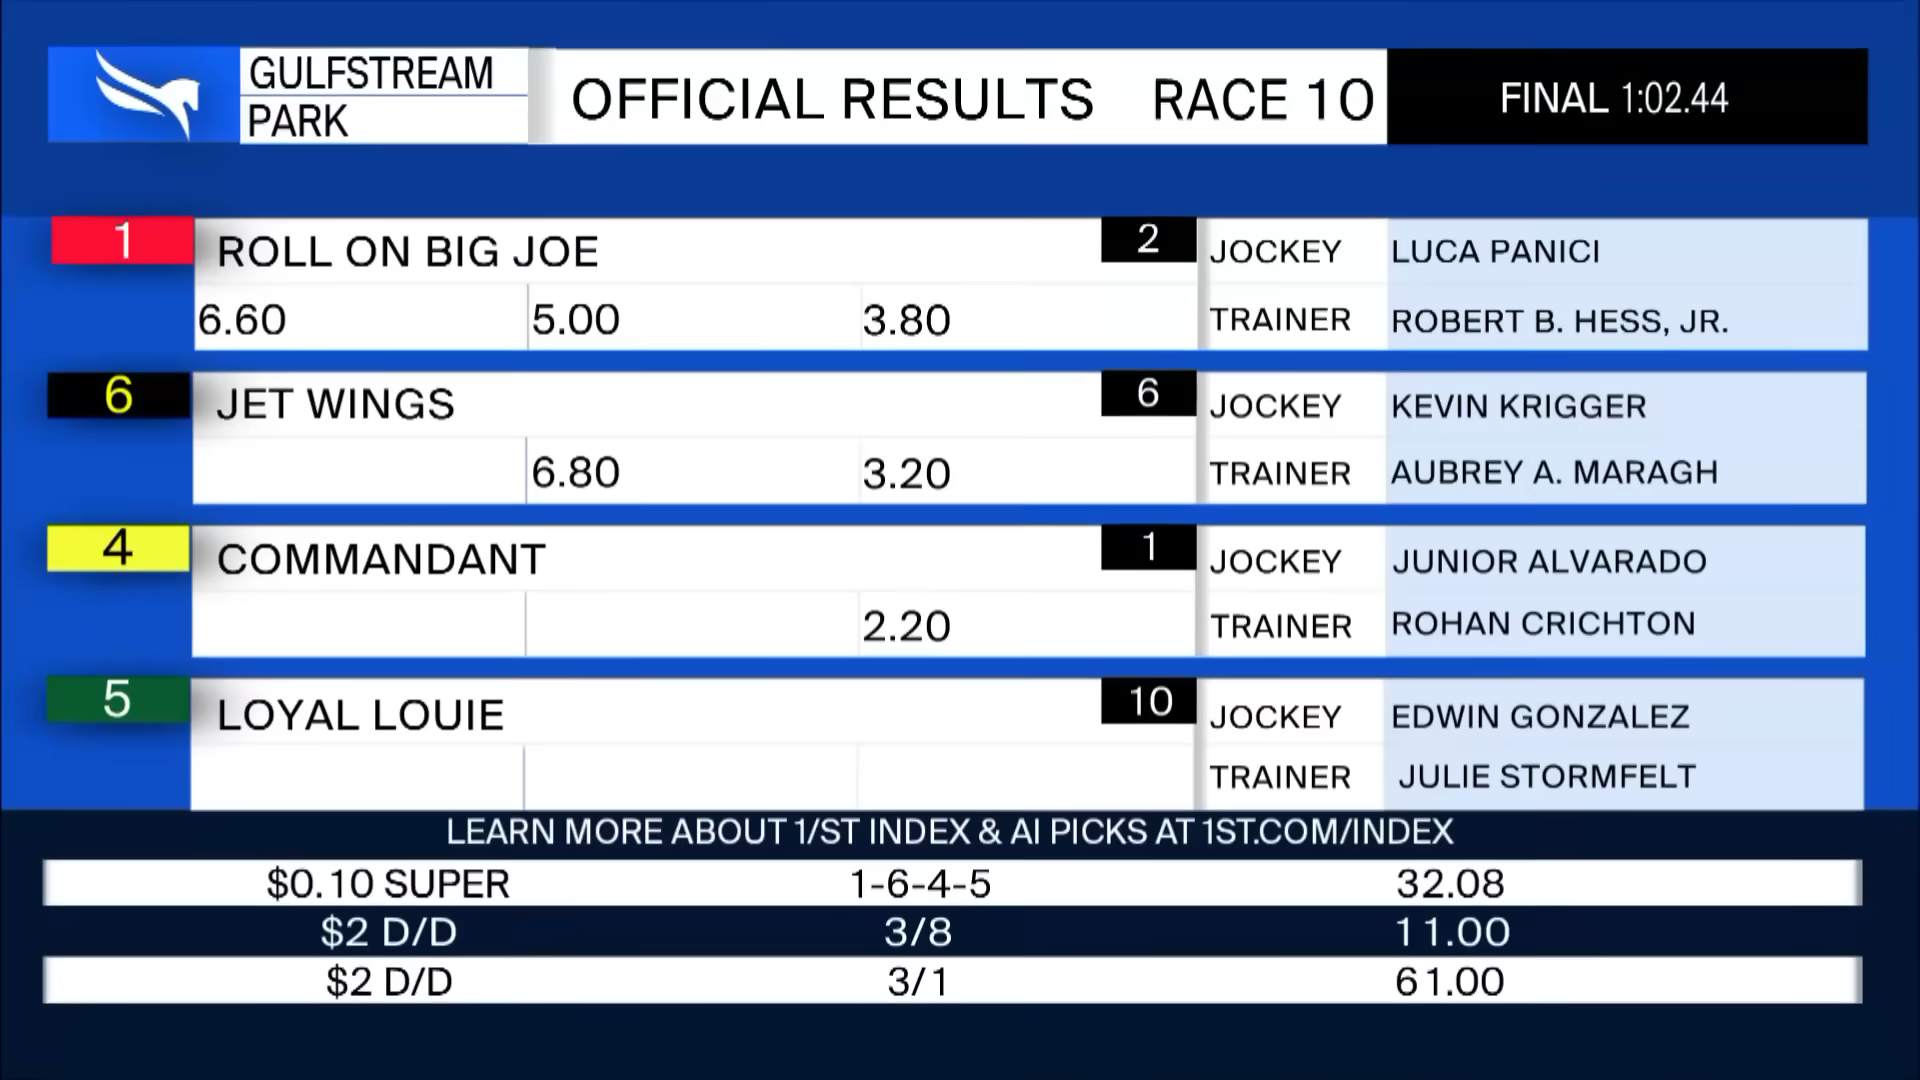 GULFSTREAM
PARK
OFFICIAL RESULTS RACE 10
FINAL 1:02.44
1 ROLL ON BIG JOE 2 JOCKEY LUCA PANICI
6.60 5.00 3.80 TRAINER ROBERT B. HESS, JR.
6 JET WINGS 6 JOCKEY KEVIN KRIGGER
6.80 3.20 TRAINER AUBREY A. MARAGH
4 COMMANDANT 1 JOCKEY JUNIOR ALVARADO
2.20 TRAINER ROHAN CRICHTON
5 LOYAL LOUIE 10 JOCKEY EDWIN GONZALEZ
TRAINER JULIE STORMFELT
LEARN MORE ABOUT 1/ST INDEX & AI PICKS AT 1ST.COM/INDEX
$0.10 SUPER 1-6-4-5 32.08
$2 D/D 3/8 11.00
$2 D/D 3/1 61.00